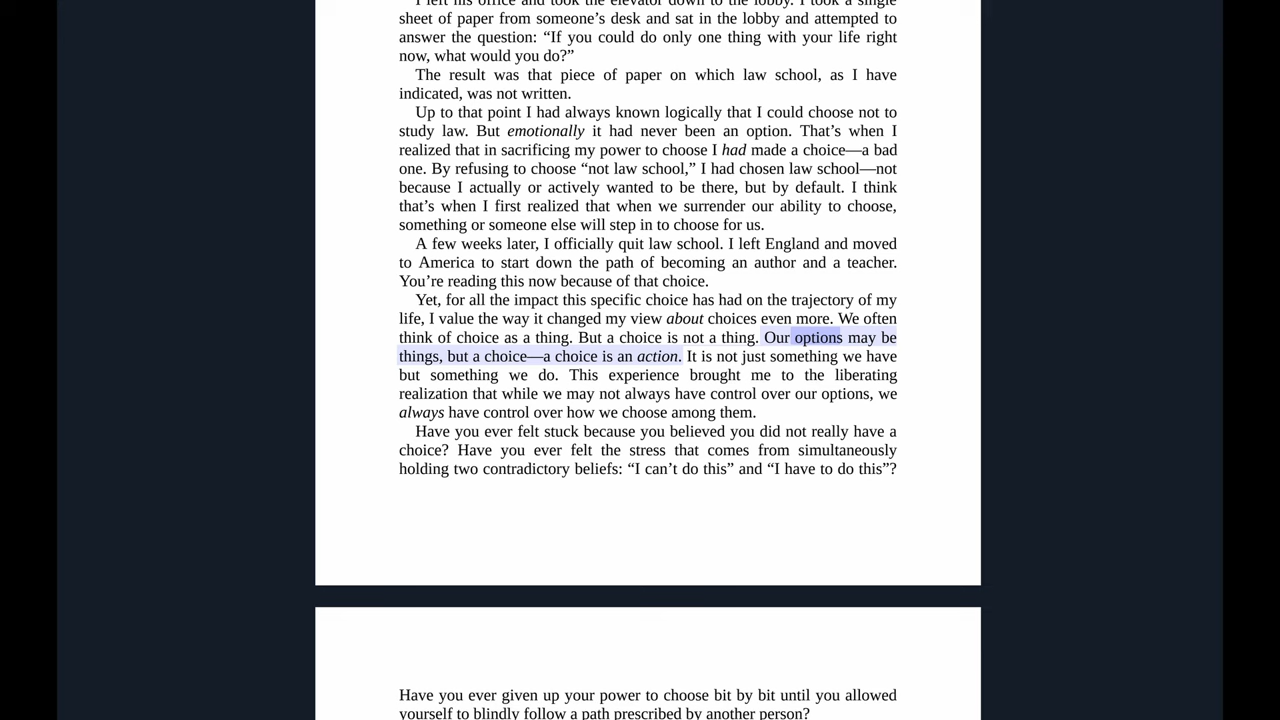 I left his office and took the elevator down to the lobby. I took a single
sheet of paper from someone’s desk and sat in the lobby and attempted to
answer the question: “If you could do only one thing with your life right
now, what would you do?”
The result was that piece of paper on which law school, as I have
indicated, was not written.
Up to that point I had always known logically that I could choose not to
study law. But emotionally it had never been an option. That’s when I
realized that in sacrificing my power to choose I had made a choice—a bad
one. By refusing to choose “not law school,” I had chosen law school—not
because I actually or actively wanted to be there, but by default. I think
that’s when I first realized that when we surrender our ability to choose,
something or someone else will step in to choose for us.
A few weeks later, I officially quit law school. I left England and moved
to America to start down the path of becoming an author and a teacher.
You’re reading this now because of that choice.
Yet, for all the impact this specific choice has had on the trajectory of my
life, I value the way it changed my view about choices even more. We often
think of choice as a thing. But a choice is not a thing. Our options may be
things, but a choice—a choice is an action. It is not just something we have
but something we do. This experience brought me to the liberating
realization that while we may not always have control over our options, we
always have control over how we choose among them.
Have you ever felt stuck because you believed you did not really have a
choice? Have you ever felt the stress that comes from simultaneously
holding two contradictory beliefs: “I can’t do this” and “I have to do this”?
Have you ever given up your power to choose bit by bit until you allowed
yourself to blindly follow a path prescribed by another person?